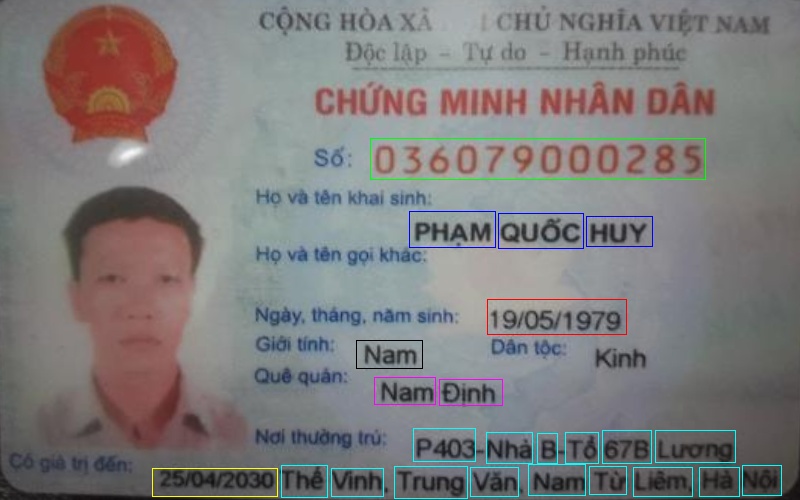 CỘNG HÒA XÃ CHỦ NGHĨA VIỆT NAM
Độc lập - Tự do - Hạnh phúc
CHỨNG MINH NHÂN DÂN
Số: 036079000285
Họ và tên khai sinh:
PHẠM QUỐC HUY
Họ và tên gọi khác:
Ngày, tháng, năm sinh: 19/05/1979
Giới tính: Nam Dân tộc: Kinh
Quê quán: Nam Định
Nơi thường trú: P403-Nhà B-Tổ 67B Lương
Có giá trị đến: 25/04/2030 Thế Vinh, Trung Văn, Nam Từ Liêm, Hà Nội